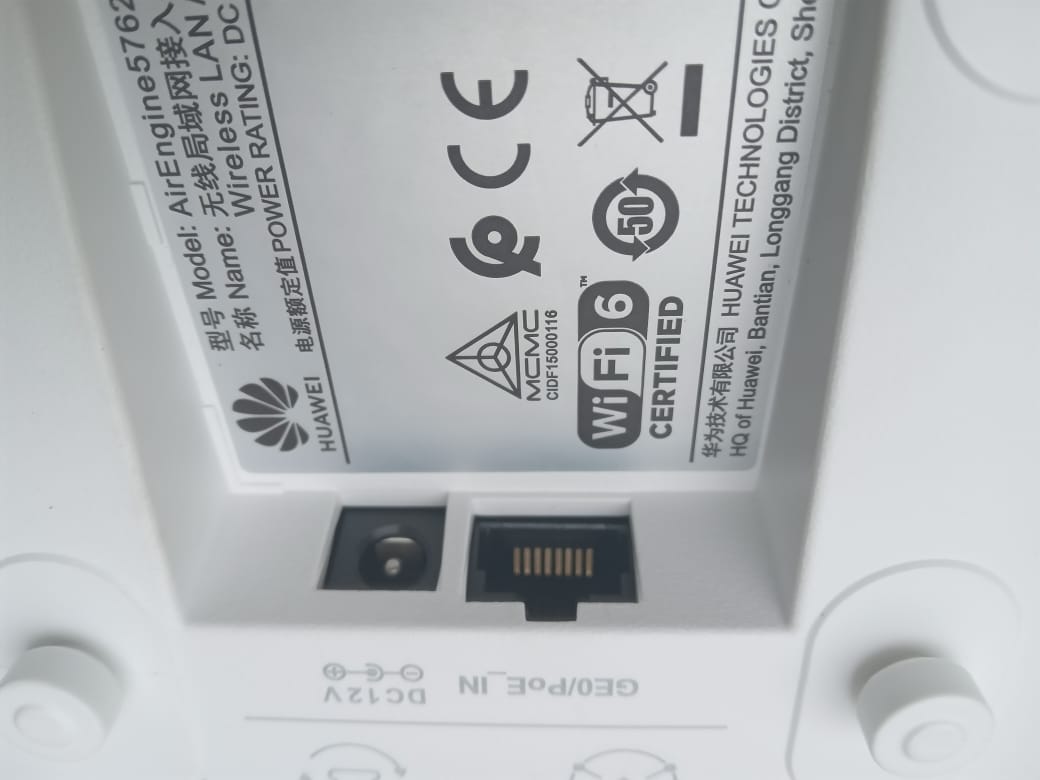 型号 Model: AirEngine5762
名称 Name: 无线局域网接入
Wireless LAN
电源额定值 POWER RATING: DC
HUAWEI
CE
50
MCMC
CIDF15000116
Wi Fi 6 ™
CERTIFIED
华为技术有限公司 HUAWEI TECHNOLOGIES
HQ of Huawei, Bantian, Longgang District,
DC12V
GE0/PoE_IN